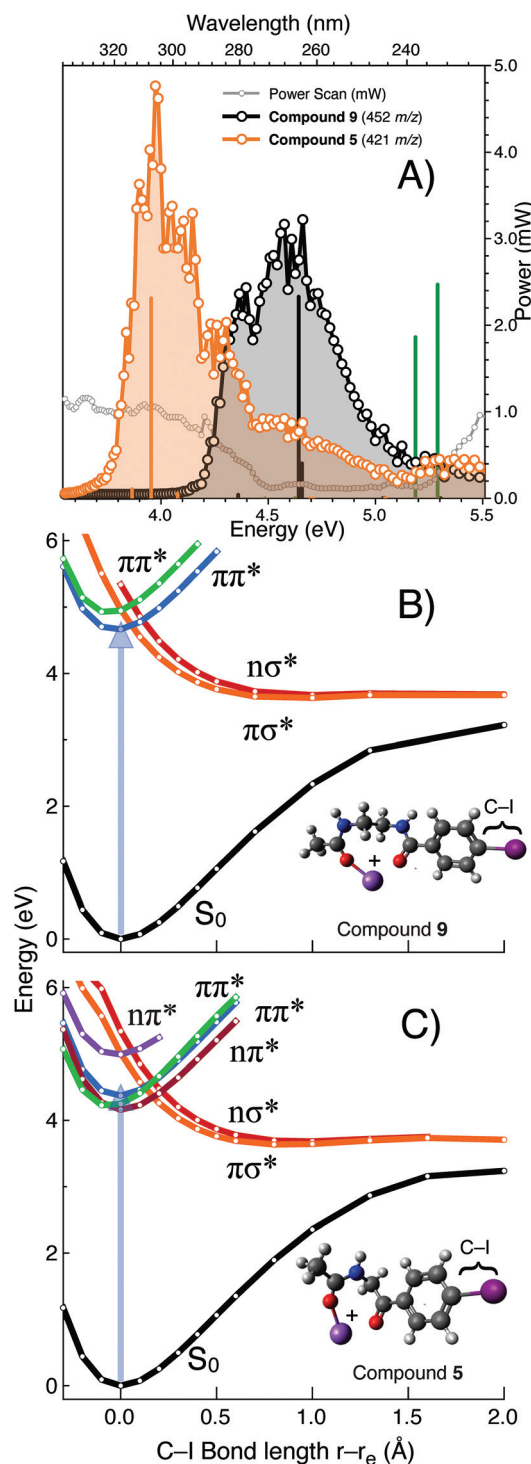 Wavelength (nm)
320 300 280 260 240
Power Scan (mW)
Compound 9 (452 m/z)
Compound 5 (421 m/z)
A)
5.0
4.0
3.0
2.0
1.0
0.0
Power (mW)
4.0 4.5 5.0 5.5
Energy (eV)
B)
6
4
2
0
ππ*
ππ*
nσ*
πσ*
S0
C–I
+
Compound 9
Energy (eV)
C)
6
4
2
0
nπ*
ππ*
ππ*
nπ*
nσ*
πσ*
S0
C–I
+
Compound 5
0.0 0.5 1.0 1.5 2.0
C–I Bond length r–re (Å)